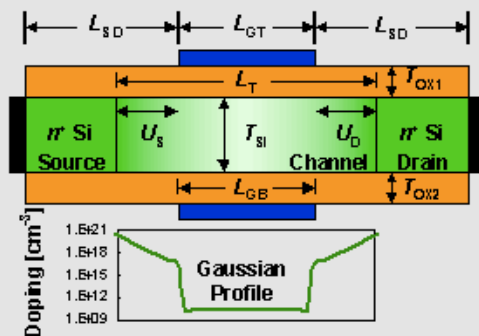 L_SD L_GT L_SD
L_T T_OX1
n+ Si U_S T_SI U_D n+ Si
Source Channel Drain
L_GB T_OX2
Doping [cm-3]
1.E+21
1.E+18
1.E+15
1.E+12
1.E+09
Gaussian
Profile